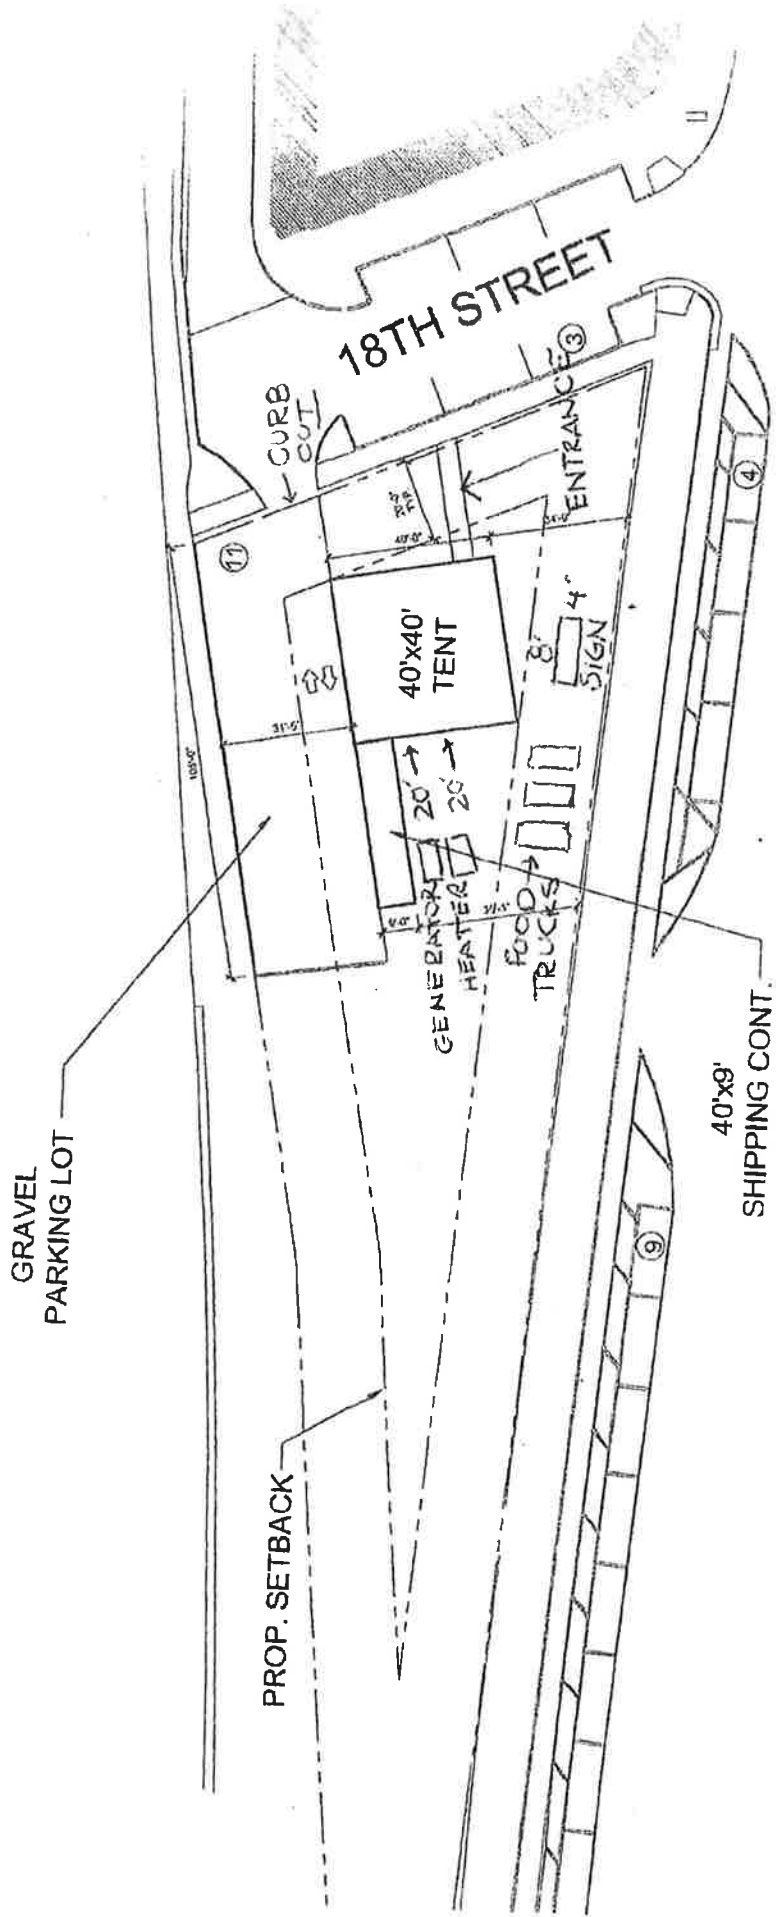 GRAVEL
PARKING LOT
PROP. SETBACK
11
CURB
CUT
18TH STREET
ENTRANCE
3
40'x40'
TENT
GENERATOR 20' →
HEATER 20' →
FOOD →
TRUCKS
8' 4"
SIGN
4
9
40'x9'
SHIPPING CONT.